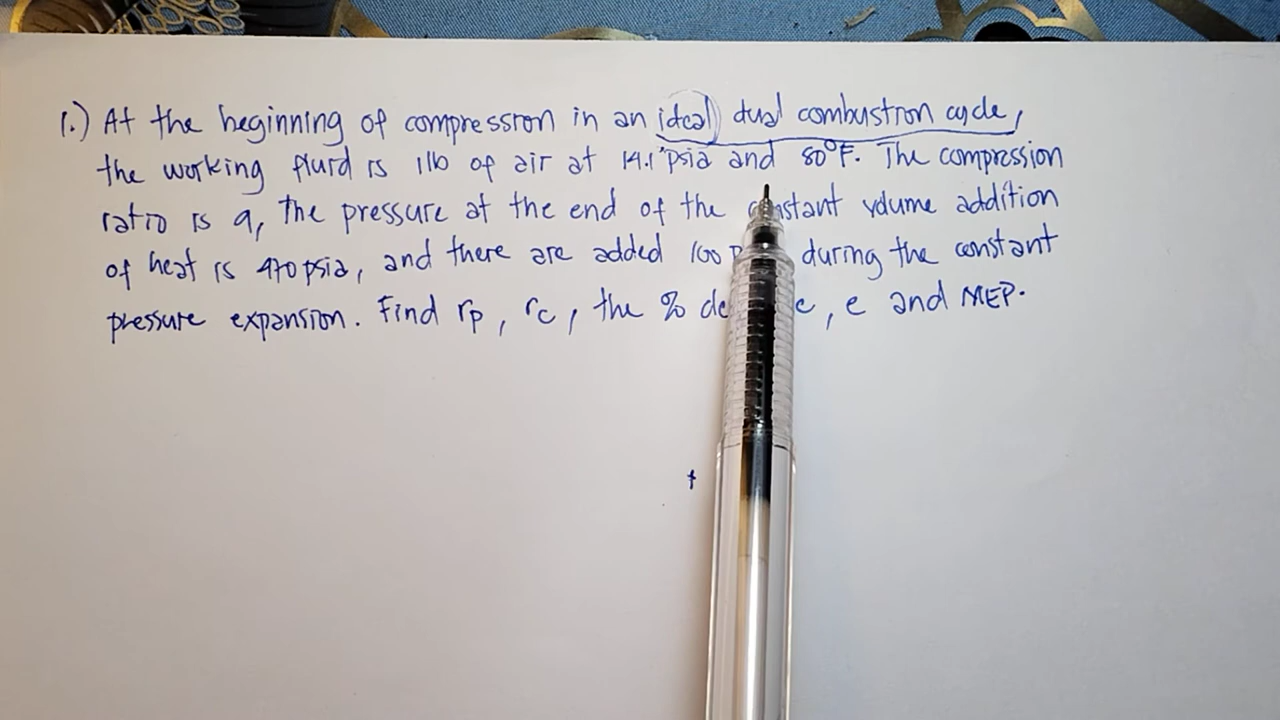 1.) At the beginning of compression in an ideal dual combustion cycle,
the working fluid is 1 lb of air at 14.1 psia and 80°F. The compression
ratio is 9, the pressure at the end of the constant volume addition
of heat is 470 psia, and there are added 100 during the constant
pressure expansion. Find rp, rc, the % c, e and MEP.